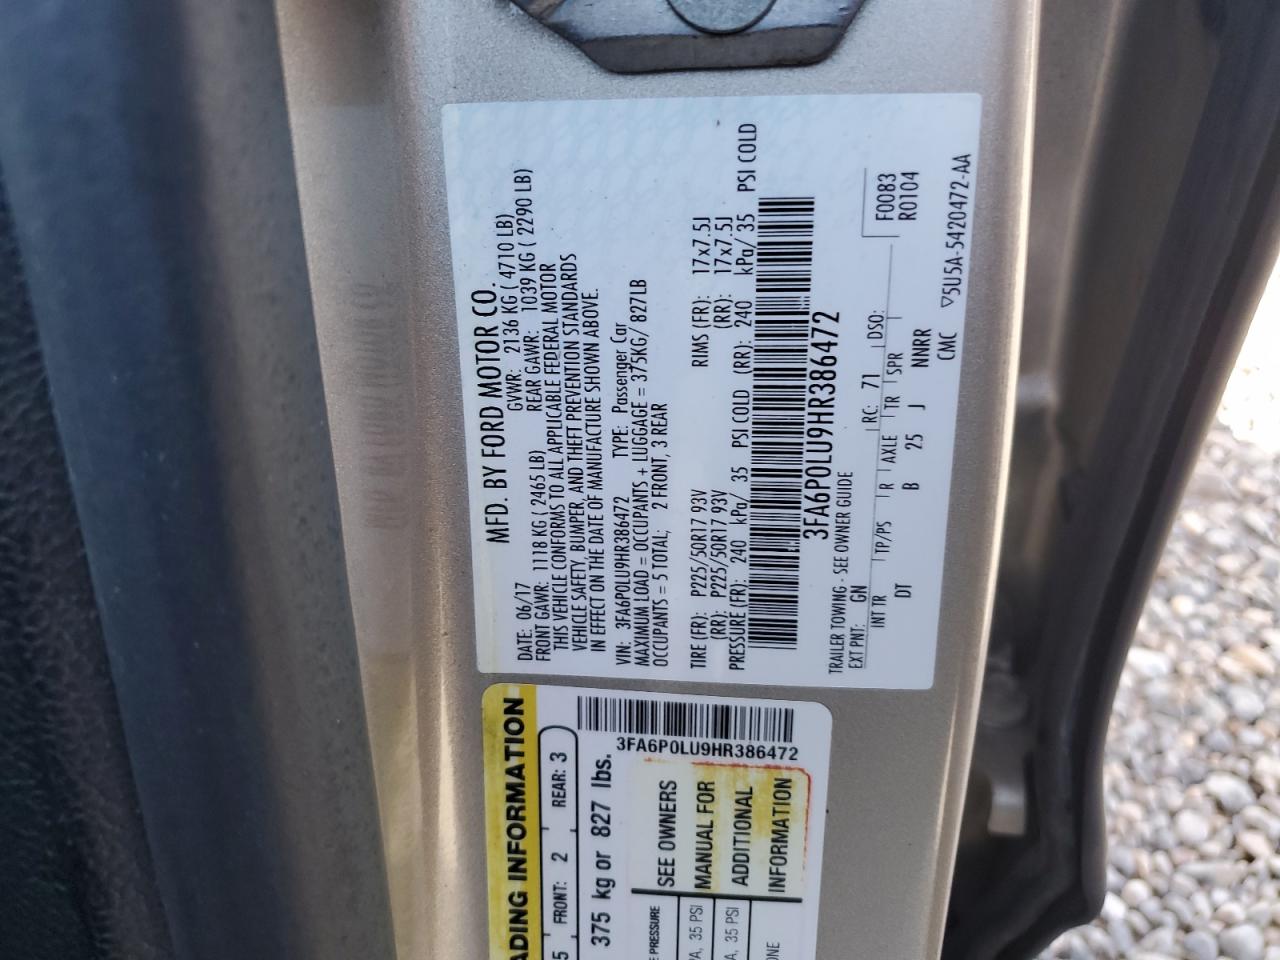 MFD. BY FORD MOTOR CO.
DATE: 06/17 GVWR: 2136 KG ( 4710 LB)
FRONT GAWR: 1118 KG ( 2465 LB) REAR GAWR: 1039 KG ( 2290 LB)
THIS VEHICLE CONFORMS TO ALL APPLICABLE FEDERAL MOTOR
VEHICLE SAFETY, BUMPER, AND THEFT PREVENTION STANDARDS
IN EFFECT ON THE DATE OF MANUFACTURE SHOWN ABOVE.
VIN: 3FA6P0LU9HR386472 TYPE: Passenger Car
MAXIMUM LOAD = OCCUPANTS + LUGGAGE = 375KG/ 827LB
OCCUPANTS = 5 TOTAL: 2 FRONT, 3 REAR
TIRE (FR): P225/50R17 93V RIMS (FR): 17x7.5J
(RR): P225/50R17 93V (RR): 17x7.5J
PRESSURE (FR): 240 kPa/ 35 PSI COLD (RR): 240 kPa/ 35 PSI COLD
3FA6P0LU9HR386472
TRAILER TOWING - SEE OWNER GUIDE
EXT PNT: GN RC: 71 DSO: F0083
R0104
INT TR TP/PS R AXLE TR SPR
DT B 25 J NNRR
CMC ▽5U5A-5420472-AA
ADING INFORMATION
5 FRONT: 2 REAR: 3
375 kg or 827 lbs.
3FA6P0LU9HR386472
E PRESSURE
PA, 35 PSI
A, 35 PSI
ONE
SEE OWNERS
MANUAL FOR
ADDITIONAL
INFORMATION